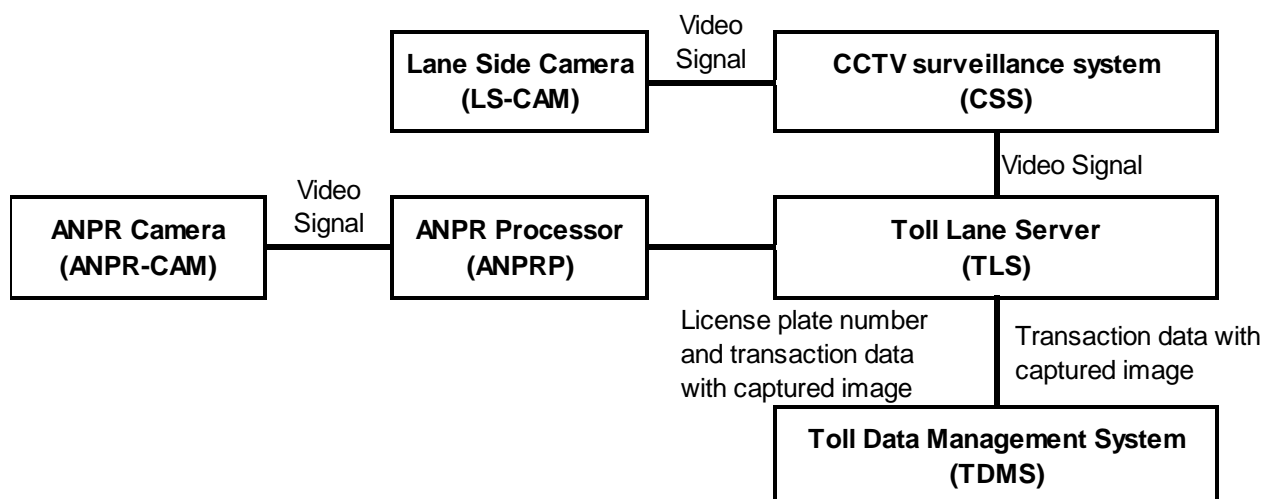 Video
Signal
Lane Side Camera
(LS-CAM)
CCTV surveillance system
(CSS)
Video Signal
Video
Signal
ANPR Camera
(ANPR-CAM)
ANPR Processor
(ANPRP)
Toll Lane Server
(TLS)
License plate number
and transaction data
with captured image
Transaction data with
captured image
Toll Data Management System
(TDMS)